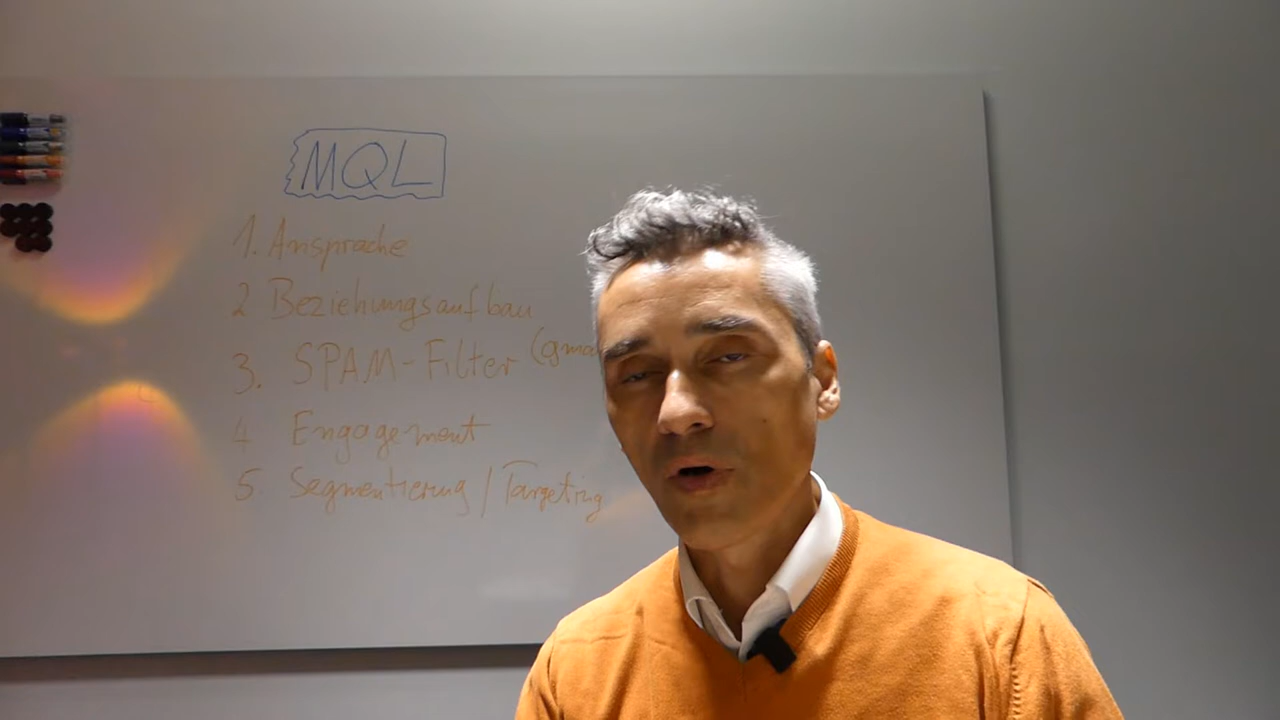 MQL
1. Ansprache
2 Beziehungsaufbau
3. SPAM-Filter
4 Engagement
5. Segmentierung / Targeting